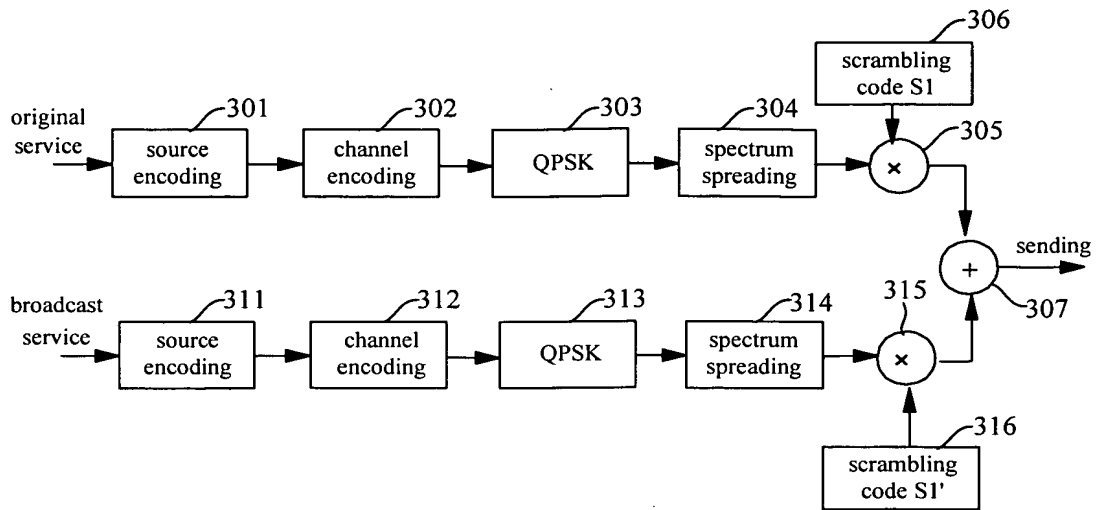 306
scrambling
code S1
301
302
303
304
305
original
service
source
encoding
channel
encoding
QPSK
spectrum
spreading
×
sending
+
307
broadcast
service
311
312
313
314
315
source
encoding
channel
encoding
QPSK
spectrum
spreading
×
316
scrambling
code S1'